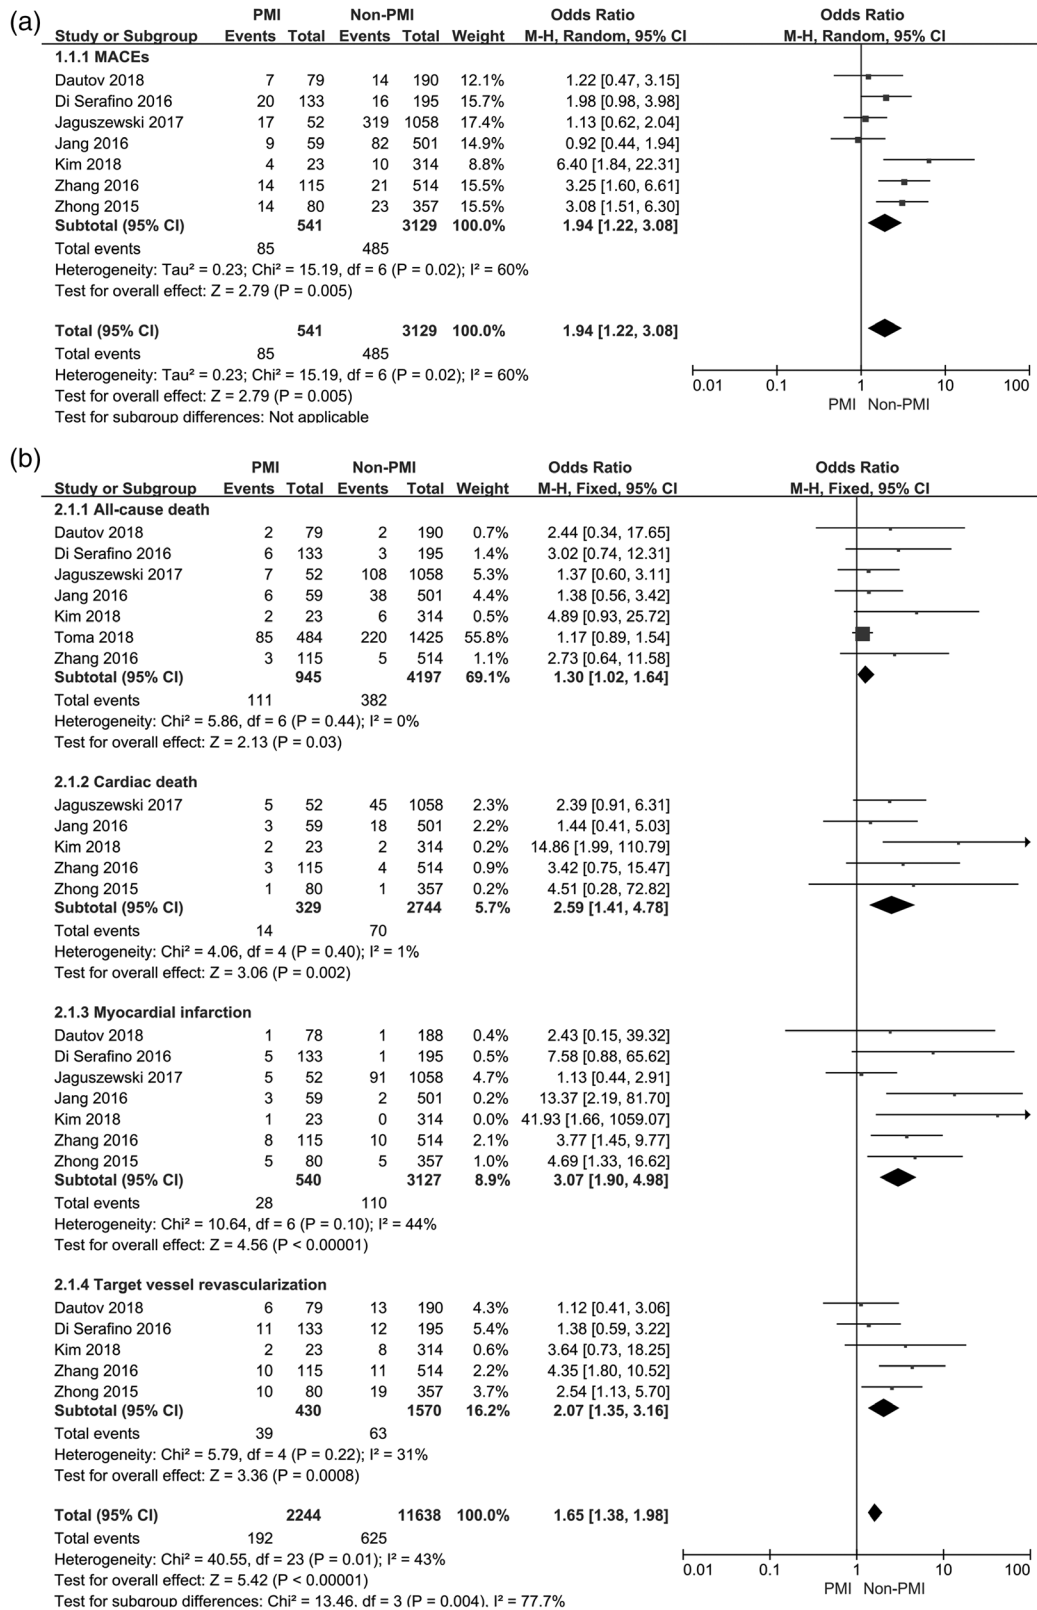 (a)
PMI Non-PMI Odds Ratio Odds Ratio
Study or Subgroup Events Total Events Total Weight M-H, Random, 95% CI M-H, Random, 95% CI
1.1.1 MACEs
Dautov 2018 7 79 14 190 12.1% 1.22 [0.47, 3.15]
Di Serafino 2016 20 133 16 195 15.7% 1.98 [0.98, 3.98]
Jaguszewski 2017 17 52 319 1058 17.4% 1.13 [0.62, 2.04]
Jang 2016 9 59 82 501 14.9% 0.92 [0.44, 1.94]
Kim 2018 4 23 10 314 8.8% 6.40 [1.84, 22.31]
Zhang 2016 14 115 21 514 15.5% 3.25 [1.60, 6.61]
Zhong 2015 14 80 23 357 15.5% 3.08 [1.51, 6.30]
Subtotal (95% CI) 541 3129 100.0% 1.94 [1.22, 3.08]
Total events 85 485
Heterogeneity: Tau² = 0.23; Chi² = 15.19, df = 6 (P = 0.02); I² = 60%
Test for overall effect: Z = 2.79 (P = 0.005)
Total (95% CI) 541 3129 100.0% 1.94 [1.22, 3.08]
Total events 85 485
Heterogeneity: Tau² = 0.23; Chi² = 15.19, df = 6 (P = 0.02); I² = 60%
Test for overall effect: Z = 2.79 (P = 0.005)
Test for subgroup differences: Not applicable
0.01 0.1 1 10 100
PMI Non-PMI
(b)
PMI Non-PMI Odds Ratio Odds Ratio
Study or Subgroup Events Total Events Total Weight M-H, Fixed, 95% CI M-H, Fixed, 95% CI
2.1.1 All-cause death
Dautov 2018 2 79 2 190 0.7% 2.44 [0.34, 17.65]
Di Serafino 2016 6 133 3 195 1.4% 3.02 [0.74, 12.31]
Jaguszewski 2017 7 52 108 1058 5.3% 1.37 [0.60, 3.11]
Jang 2016 6 59 38 501 4.4% 1.38 [0.56, 3.42]
Kim 2018 2 23 6 314 0.5% 4.89 [0.93, 25.72]
Toma 2018 85 484 220 1425 55.8% 1.17 [0.89, 1.54]
Zhang 2016 3 115 5 514 1.1% 2.73 [0.64, 11.58]
Subtotal (95% CI) 945 4197 69.1% 1.30 [1.02, 1.64]
Total events 111 382
Heterogeneity: Chi² = 5.86, df = 6 (P = 0.44); I² = 0%
Test for overall effect: Z = 2.13 (P = 0.03)
2.1.2 Cardiac death
Jaguszewski 2017 5 52 45 1058 2.3% 2.39 [0.91, 6.31]
Jang 2016 3 59 18 501 2.2% 1.44 [0.41, 5.03]
Kim 2018 2 23 2 314 0.2% 14.86 [1.99, 110.79]
Zhang 2016 3 115 4 514 0.9% 3.42 [0.75, 15.47]
Zhong 2015 1 80 1 357 0.2% 4.51 [0.28, 72.82]
Subtotal (95% CI) 329 2744 5.7% 2.59 [1.41, 4.78]
Total events 14 70
Heterogeneity: Chi² = 4.06, df = 4 (P = 0.40); I² = 1%
Test for overall effect: Z = 3.06 (P = 0.002)
2.1.3 Myocardial infarction
Dautov 2018 1 78 1 188 0.4% 2.43 [0.15, 39.32]
Di Serafino 2016 5 133 1 195 0.5% 7.58 [0.88, 65.62]
Jaguszewski 2017 5 52 91 1058 4.7% 1.13 [0.44, 2.91]
Jang 2016 3 59 2 501 0.2% 13.37 [2.19, 81.70]
Kim 2018 1 23 0 314 0.0% 41.93 [1.66, 1059.07]
Zhang 2016 8 115 10 514 2.1% 3.77 [1.45, 9.77]
Zhong 2015 5 80 5 357 1.0% 4.69 [1.33, 16.62]
Subtotal (95% CI) 540 3127 8.9% 3.07 [1.90, 4.98]
Total events 28 110
Heterogeneity: Chi² = 10.64, df = 6 (P = 0.10); I² = 44%
Test for overall effect: Z = 4.56 (P < 0.00001)
2.1.4 Target vessel revascularization
Dautov 2018 6 79 13 190 4.3% 1.12 [0.41, 3.06]
Di Serafino 2016 11 133 12 195 5.4% 1.38 [0.59, 3.22]
Kim 2018 2 23 8 314 0.6% 3.64 [0.73, 18.25]
Zhang 2016 10 115 11 514 2.2% 4.35 [1.80, 10.52]
Zhong 2015 10 80 19 357 3.7% 2.54 [1.13, 5.70]
Subtotal (95% CI) 430 1570 16.2% 2.07 [1.35, 3.16]
Total events 39 63
Heterogeneity: Chi² = 5.79, df = 4 (P = 0.22); I² = 31%
Test for overall effect: Z = 3.36 (P = 0.0008)
Total (95% CI) 2244 11638 100.0% 1.65 [1.38, 1.98]
Total events 192 625
Heterogeneity: Chi² = 40.55, df = 23 (P = 0.01); I² = 43%
Test for overall effect: Z = 5.42 (P < 0.00001)
Test for subgroup differences: Chi² = 13.46, df = 3 (P = 0.004), I² = 77.7%
0.01 0.1 1 10 100
PMI Non-PMI